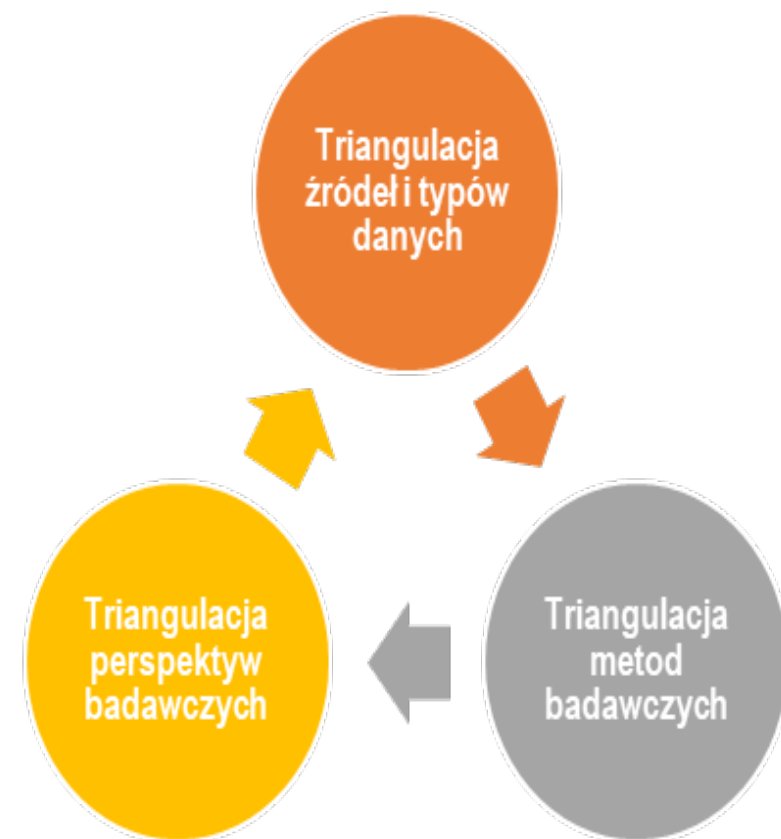 Triangulacja
źródeł i typów
danych
Triangulacja
perspektyw
badawczych
Triangulacja
metod
badawczych